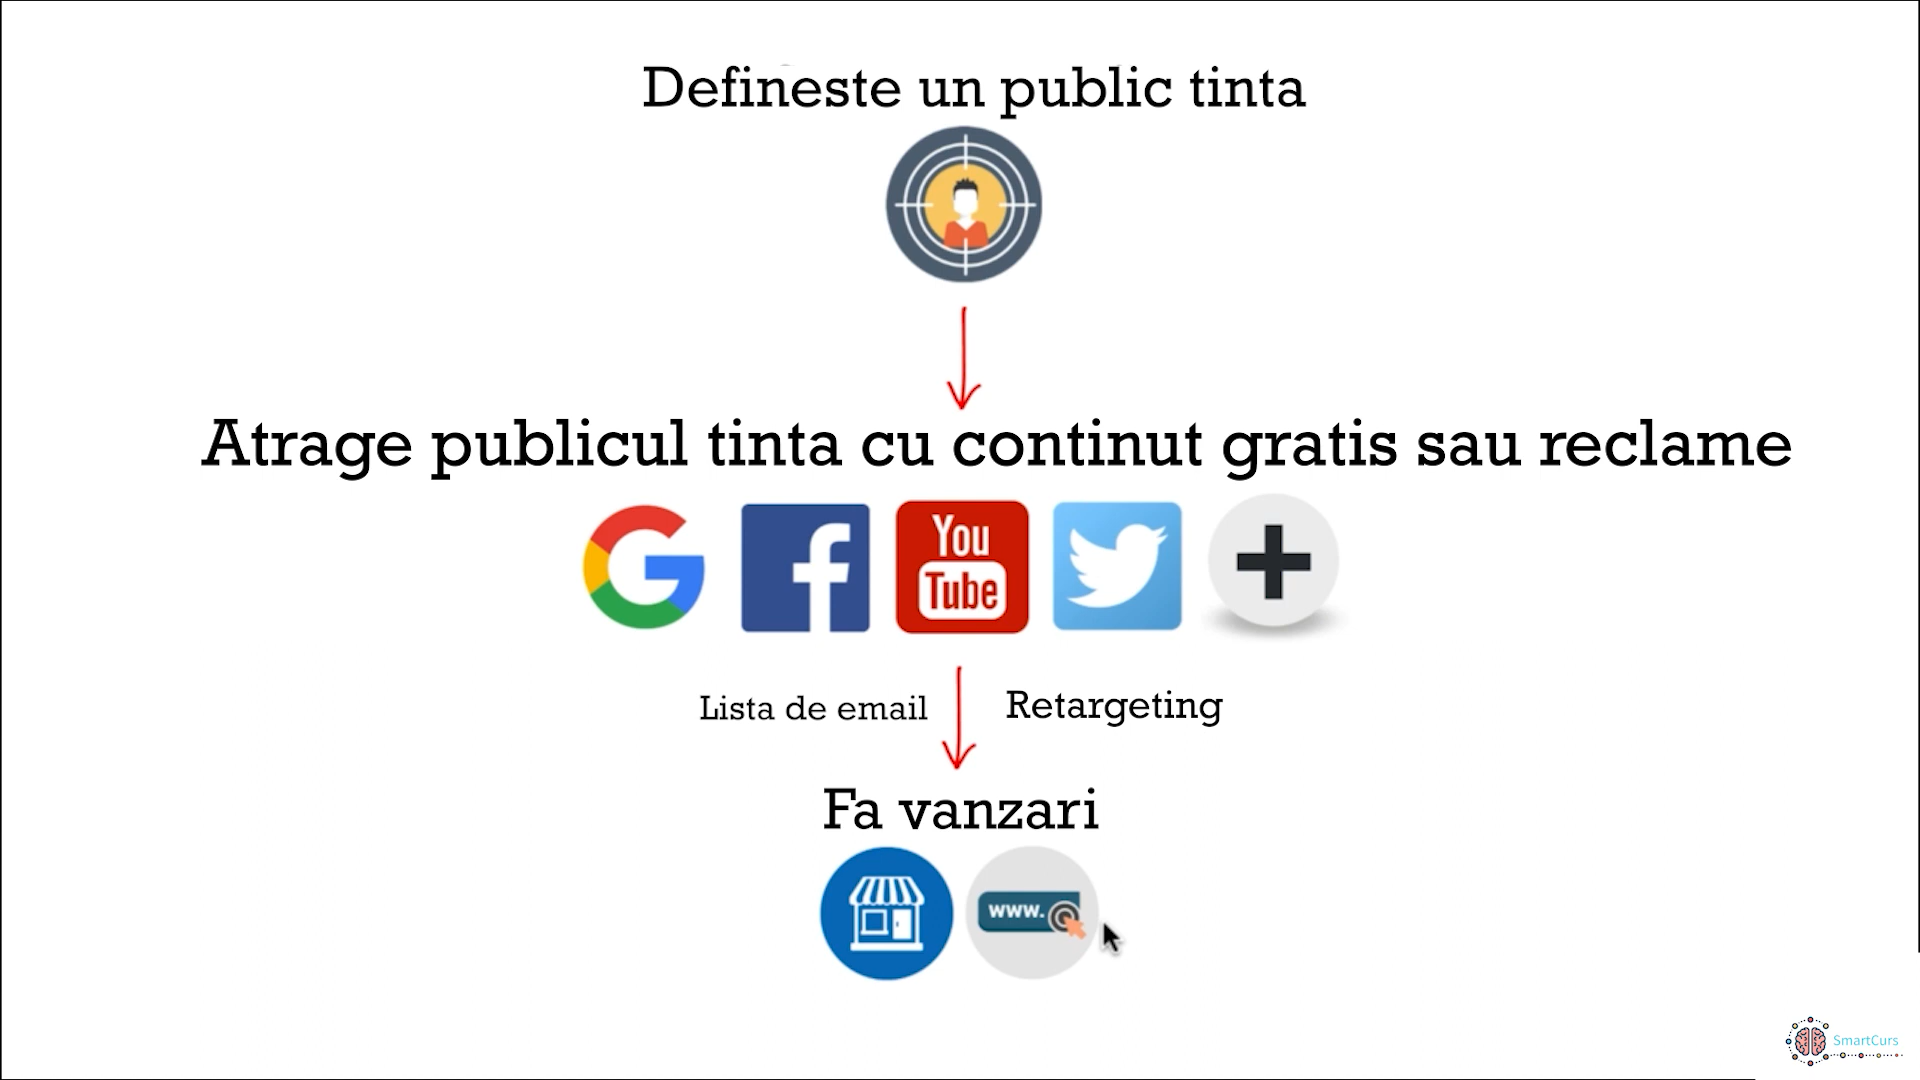 Defineste un public tinta
Atrage publicul tinta cu continut gratis sau reclame
You
Tube
Lista de email
Retargeting
Fa vanzari
www.
SmartCurs